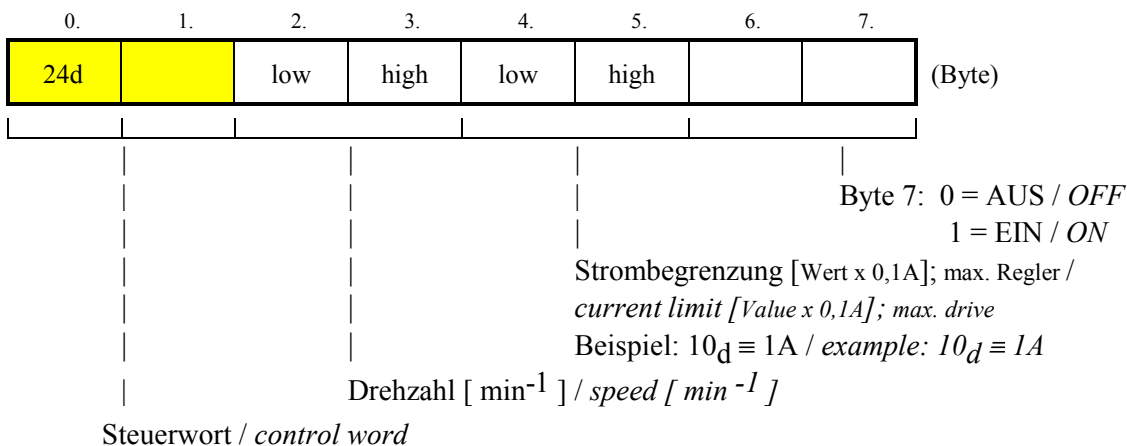 0. 1. 2. 3. 4. 5. 6. 7.
24d low high low high (Byte)
Byte 7: 0 = AUS / OFF
1 = EIN / ON
Strombegrenzung [Wert x 0,1A]; max. Regler /
current limit [Value x 0,1A]; max. drive
Beispiel: 10d ≡ 1A / example: 10d ≡ 1A
Drehzahl [ min-1 ] / speed [ min -1 ]
Steuerwort / control word